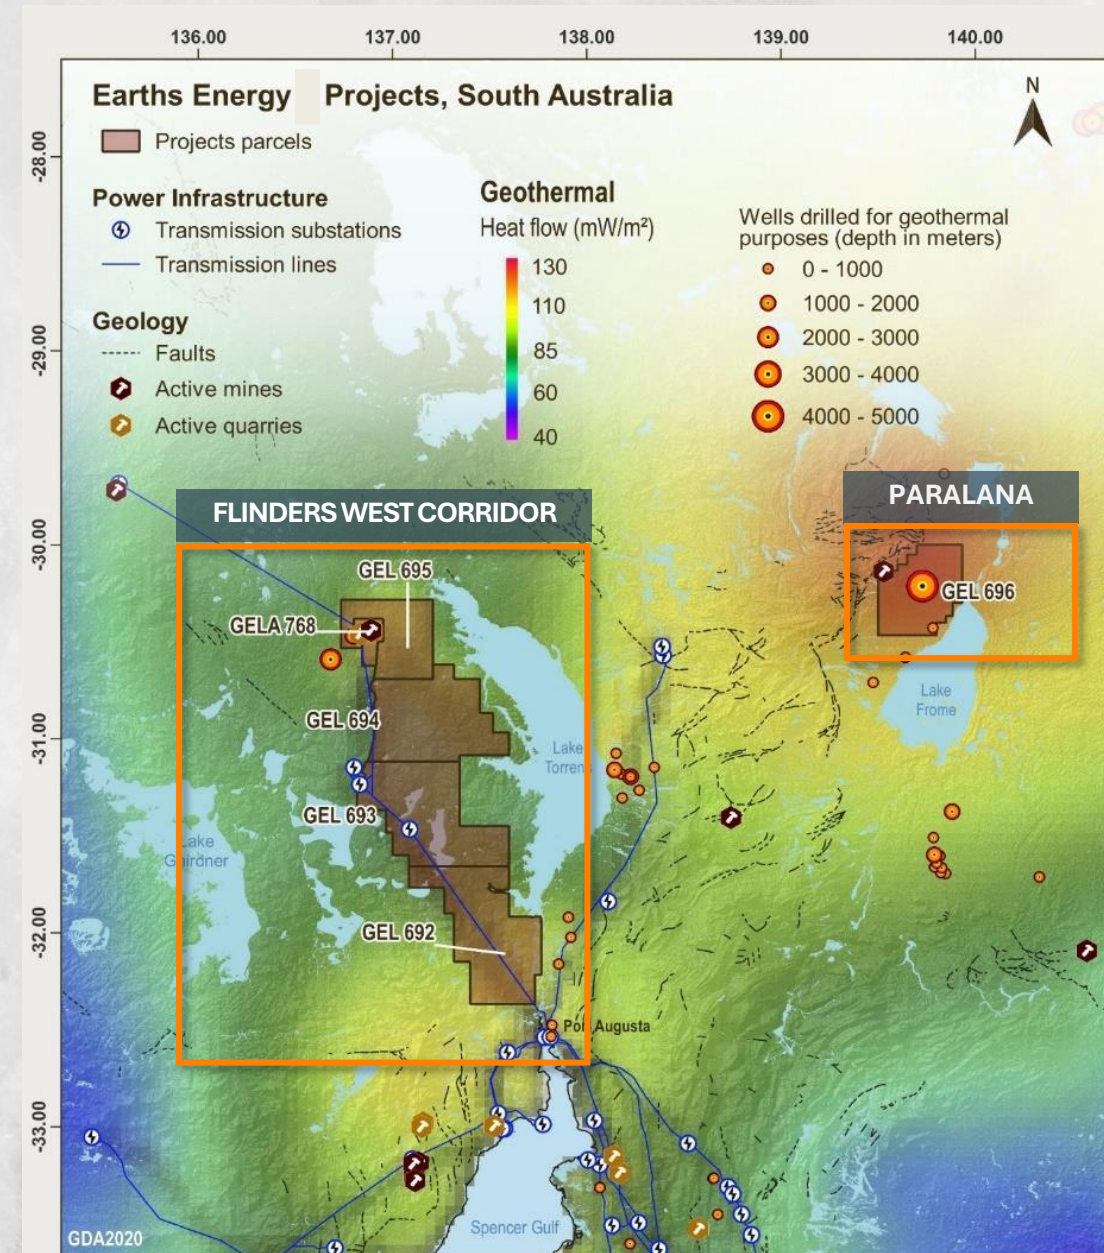 136.00 137.00 138.00 139.00 140.00
Earths Energy Projects, South Australia
N
Projects parcels
-28.00
Power Infrastructure
Transmission substations
Transmission lines
Geothermal
Heat flow (mW/m²)
130
110
85
60
40
Wells drilled for geothermal
purposes (depth in meters)
0 - 1000
1000 - 2000
2000 - 3000
3000 - 4000
4000 - 5000
Geology
Faults
Active mines
Active quarries
-29.00
FLINDERS WEST CORRIDOR
PARALANA
-30.00
GEL 695
GELA 768
GEL 696
GEL 694
Lake
Frome
-31.00
Lake
Torrens
GEL 693
Lake
Gairdner
-32.00
GEL 692
Port Augusta
-33.00
Spencer Gulf
GDA2020